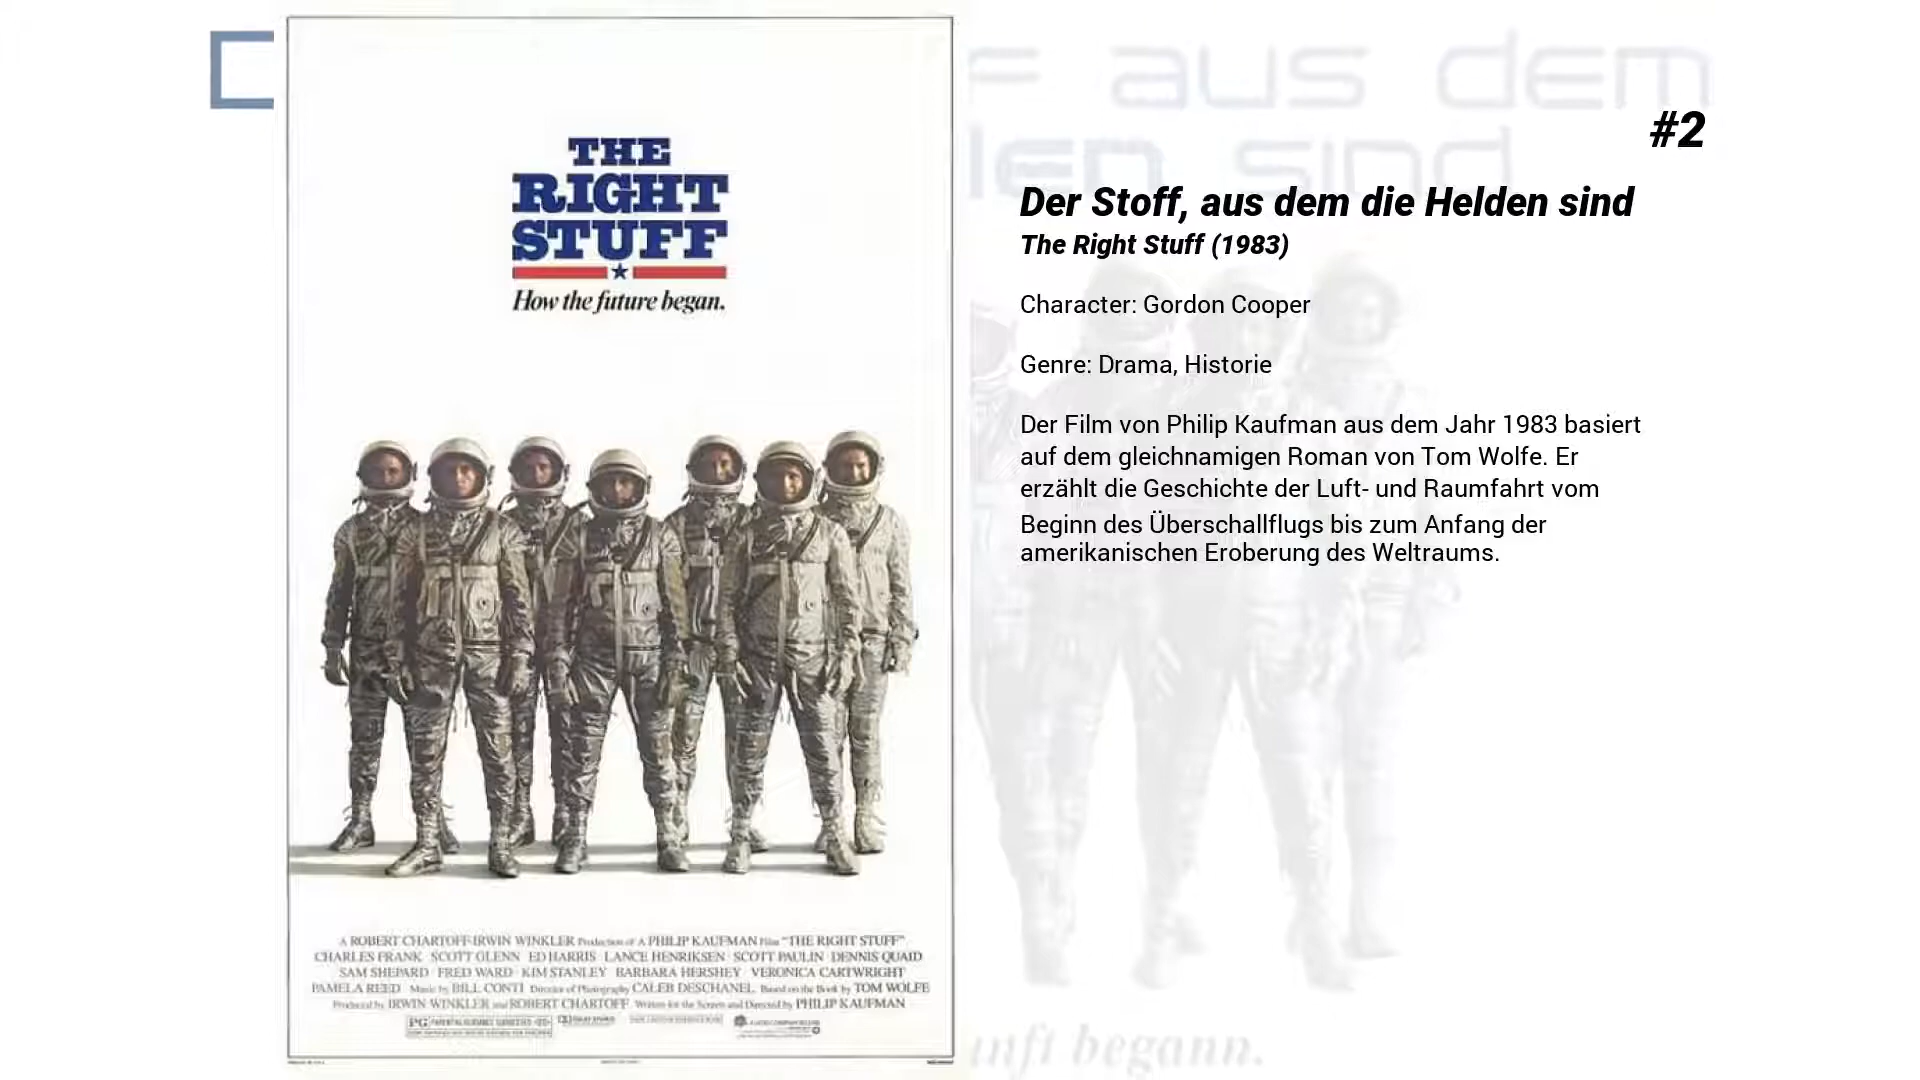 THE
RIGHT
STUFF
How the future began.
A ROBERT CHARTOFF-IRWIN WINKLER Production of A PHILIP KAUFMAN Film "THE RIGHT STUFF"
CHARLES FRANK SCOTT GLENN ED HARRIS LANCE HENRIKSEN SCOTT PAULIN DENNIS QUAID
SAM SHEPARD FRED WARD KIM STANLEY BARBARA HERSHEY VERONICA CARTWRIGHT
PAMELA REED Music by BILL CONTI Director of Photography CALEB DESCHANEL Based on the Book by TOM WOLFE
Produced by IRWIN WINKLER and ROBERT CHARTOFF Written for the Screen and Directed by PHILIP KAUFMAN
PG PARENTAL GUIDANCE SUGGESTED
aus dem
sind
#2
Der Stoff, aus dem die Helden sind
The Right Stuff (1983)
Character: Gordon Cooper
Genre: Drama, Historie
Der Film von Philip Kaufman aus dem Jahr 1983 basiert
auf dem gleichnamigen Roman von Tom Wolfe. Er
erzählt die Geschichte der Luft- und Raumfahrt vom
Beginn des Überschallflugs bis zum Anfang der
amerikanischen Eroberung des Weltraums.
begann.